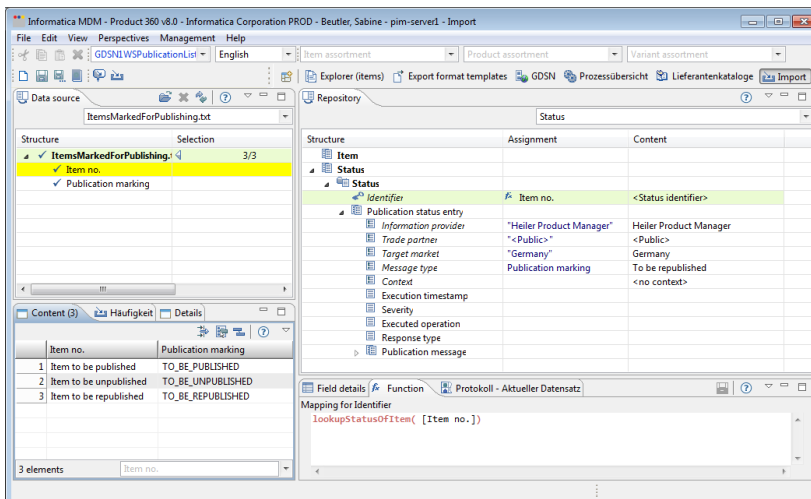 Informatica MDM - Product 360 v8.0 - Informatica Corporation PROD - Beutler, Sabine - pim-server1 - Import
File Edit View Perspectives Management Help
GDSN1WSPublicationList English Item assortment Product assortment Variant assortment
Explorer (items) Export format templates GDSN Prozessübersicht Lieferantenkataloge Import
Data source
ItemsMarkedForPublishing.txt
Structure Selection
ItemsMarkedForPublishing.t 3/3
Item no.
Publication marking
Repository
Status
Structure Assignment Content
Item
Status
Status
Identifier fx Item no. <Status identifier>
Publication status entry
Information provider "Heiler Product Manager" Heiler Product Manager
Trade partner "<Public>" <Public>
Target market "Germany" Germany
Message type Publication marking To be republished
Context <no context>
Execution timestamp
Severity
Executed operation
Response type
Publication message
Content (3) Häufigkeit Details
Item no. Publication marking
1 Item to be published TO_BE_PUBLISHED
2 Item to be unpublished TO_BE_UNPUBLISHED
3 Item to be republished TO_BE_REPUBLISHED
3 elements Item no.
Field details fx Function Protokoll - Aktueller Datensatz
Mapping for Identifier
lookupStatusOfItem( [Item no.])